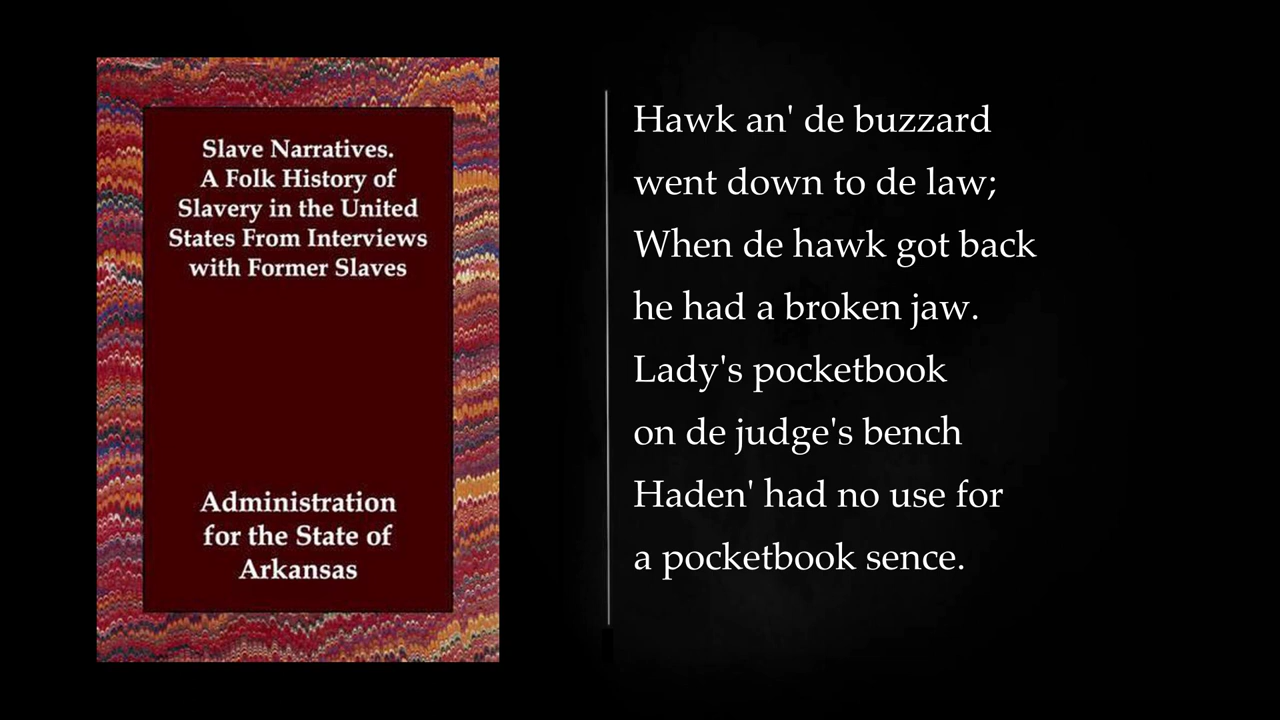 Slave Narratives.
A Folk History of
Slavery in the United
States From Interviews
with Former Slaves
Administration
for the State of
Arkansas
Hawk an' de buzzard
went down to de law;
When de hawk got back
he had a broken jaw.
Lady's pocketbook
on de judge's bench
Haden' had no use for
a pocketbook sence.